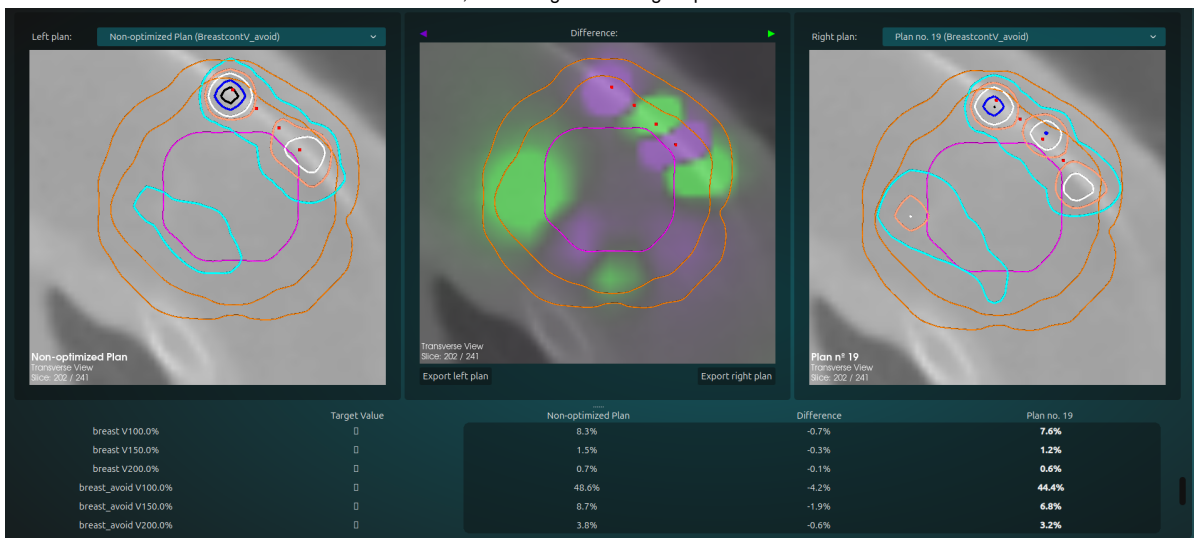 Left plan: Non-optimized Plan (BreastcontV_avoid)
Difference:
Right plan: Plan no. 19 (BreastcontV_avoid)
Non-optimized Plan
Transverse View
Slice: 202 / 241
Transverse View
Slice: 202 / 241
Plan nº 19
Transverse View
Slice: 202 / 241
Export left plan
Export right plan
Target Value Non-optimized Plan Difference Plan no. 19
breast V100.0% 8.3% -0.7% 7.6%
breast V150.0% 1.5% -0.3% 1.2%
breast V200.0% 0.7% -0.1% 0.6%
breast_avoid V100.0% 48.6% -4.2% 44.4%
breast_avoid V150.0% 8.7% -1.9% 6.8%
breast_avoid V200.0% 3.8% -0.6% 3.2%